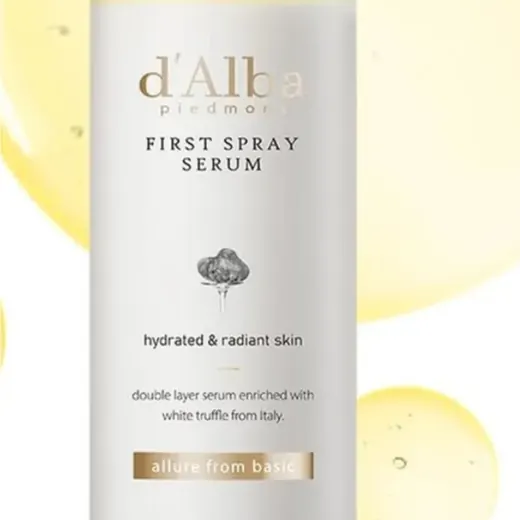 d'Alba
piedmont
FIRST SPRAY
SERUM
hydrated & radiant skin
double layer serum enriched with
white truffle from Italy.
allure from basic